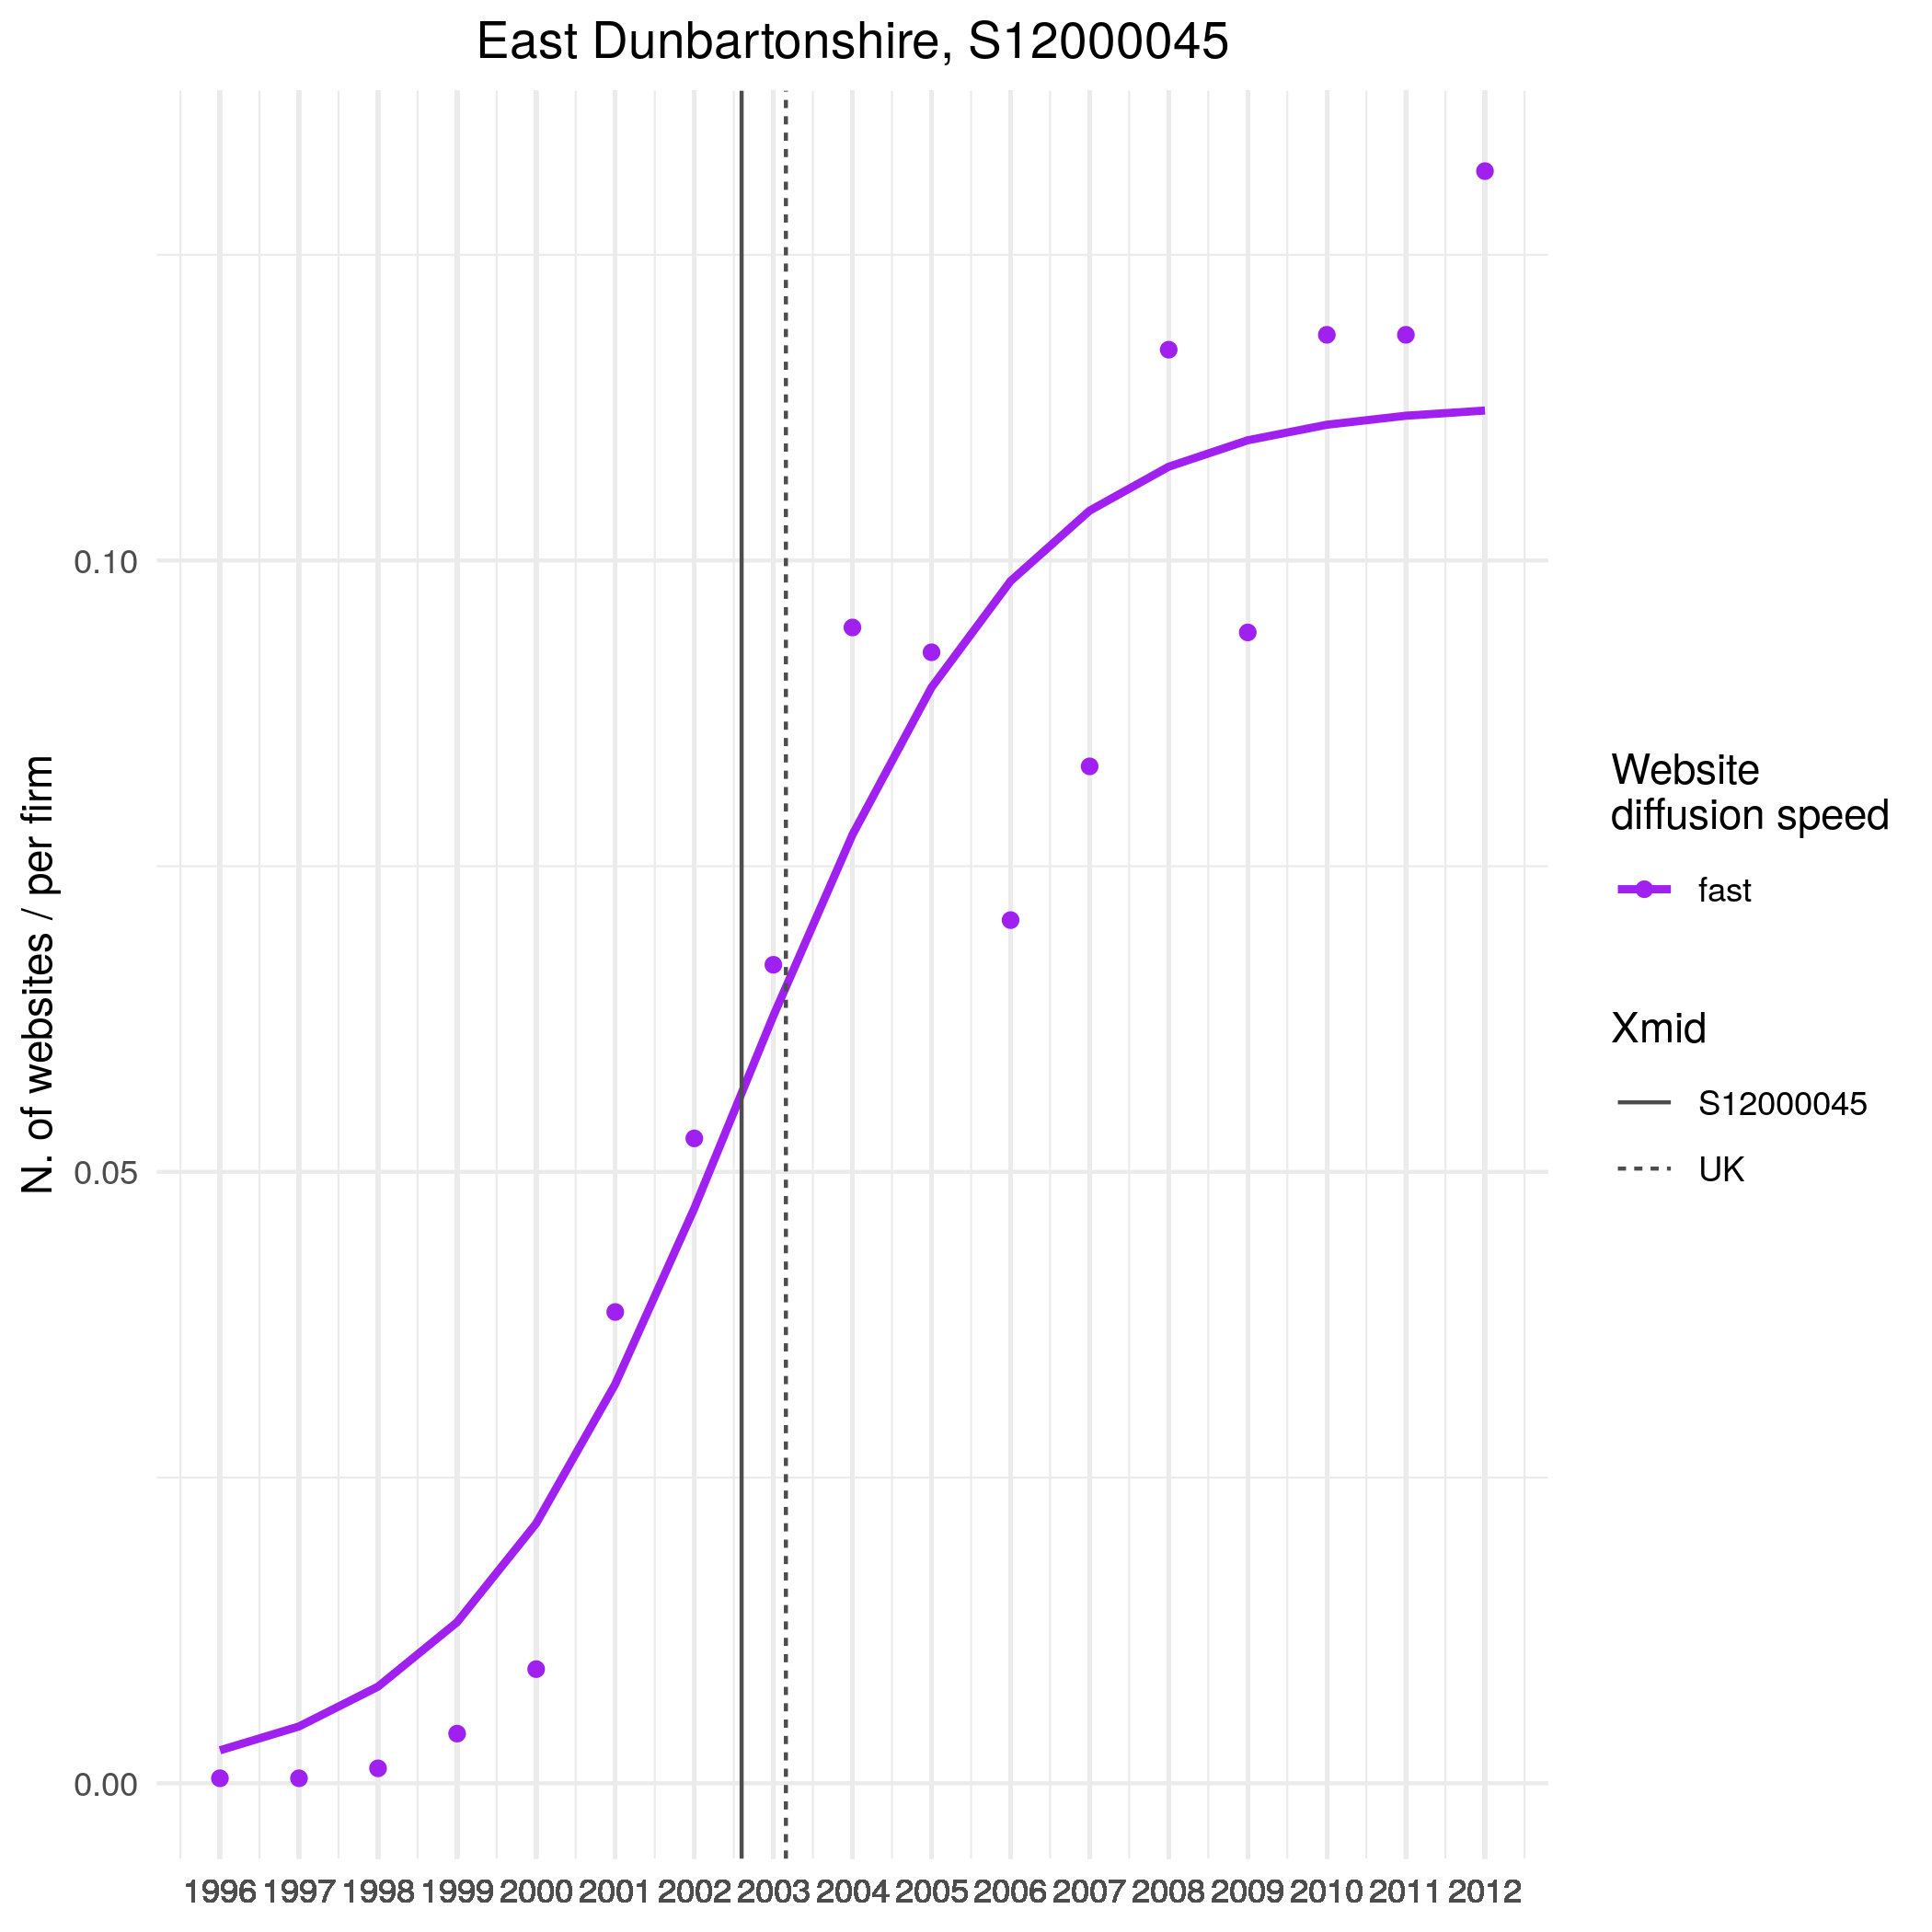 East Dunbartonshire, S12000045
N. of websites / per firm
0.10
0.05
0.00
1996 1997 1998 1999 2000 2001 2002 2003 2004 2005 2006 2007 2008 2009 2010 2011 2012
Website
diffusion speed
fast
Xmid
S12000045
UK